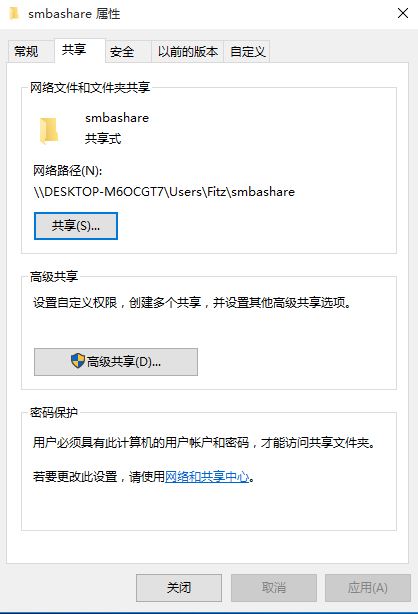 smbashare 属性
常规 共享 安全 以前的版本 自定义
网络文件和文件夹共享
smbashare
共享式
网络路径(N):
\\DESKTOP-M6OCGT7\Users\Fitz\smbashare
共享(S)...
高级共享
设置自定义权限，创建多个共享，并设置其他高级共享选项。
高级共享(D)...
密码保护
用户必须具有此计算机的用户帐户和密码，才能访问共享文件夹。
若要更改此设置，请使用网络和共享中心。
关闭 取消 应用(A)